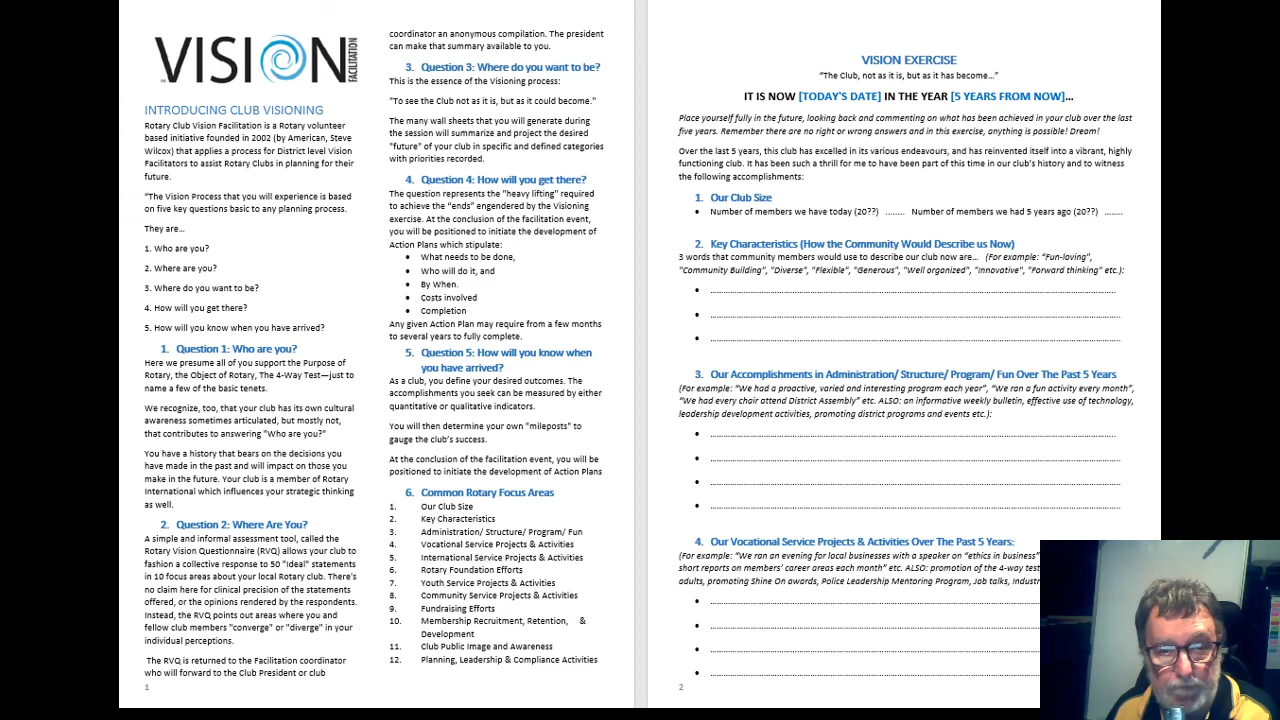 VISION
FACILITATION
INTRODUCING CLUB VISIONING
Rotary Club Vision Facilitation is a Rotary volunteer
based initiative founded in 2002 (by American, Steve
Wilcox) that applies a process for District level Vision
Facilitators to assist Rotary Clubs in planning for their
future.
“The Vision Process that you will experience is based
on five key questions basic to any planning process.
They are…
1. Who are you?
2. Where are you?
3. Where do you want to be?
4. How will you get there?
5. How will you know when you have arrived?
1. Question 1: Who are you?
Here we presume all of you support the Purpose of
Rotary, the Object of Rotary, The 4-Way Test—just to
name a few of the basic tenets.
We recognize, too, that your club has its own cultural
awareness sometimes articulated, but mostly not,
that contributes to answering "Who are you?"
You have a history that bears on the decisions you
have made in the past and will impact on those you
make in the future. Your club is a member of Rotary
International which influences your strategic thinking
as well.
2. Question 2: Where Are You?
A simple and informal assessment tool, called the
Rotary Vision Questionnaire (RVQ) allows your club to
fashion a collective response to 50 "Ideal" statements
in 10 focus areas about your local Rotary club. There's
no claim here for clinical precision of the statements
offered, or the opinions rendered by the respondents.
Instead, the RVQ points out areas where you and
fellow club members "converge" or "diverge" in your
individual perceptions.
The RVQ is returned to the Facilitation coordinator
who will forward to the Club President or club
1
coordinator an anonymous compilation. The president
can make that summary available to you.
3. Question 3: Where do you want to be?
This is the essence of the Visioning process:
"To see the Club not as it is, but as it could become."
The many wall sheets that you will generate during
the session will summarize and project the desired
"future" of your club in specific and defined categories
with priorities recorded.
4. Question 4: How will you get there?
The question represents the "heavy lifting" required
to achieve the “ends” engendered by the Visioning
exercise. At the conclusion of the facilitation event,
you will be positioned to initiate the development of
Action Plans which stipulate:
• What needs to be done,
• Who will do it, and
• By When.
• Costs involved
• Completion
Any given Action Plan may require from a few months
to several years to fully complete.
5. Question 5: How will you know when
you have arrived?
As a club, you define your desired outcomes. The
accomplishments you seek can be measured by either
quantitative or qualitative indicators.
You will then determine your own "mileposts" to
gauge the club’s success.
At the conclusion of the facilitation event, you will be
positioned to initiate the development of Action Plans
6. Common Rotary Focus Areas
1. Our Club Size
2. Key Characteristics
3. Administration/ Structure/ Program/ Fun
4. Vocational Service Projects & Activities
5. International Service Projects & Activities
6. Rotary Foundation Efforts
7. Youth Service Projects & Activities
8. Community Service Projects & Activities
9. Fundraising Efforts
10. Membership Recruitment, Retention, &
Development
11. Club Public Image and Awareness
12. Planning, Leadership & Compliance Activities
VISION EXERCISE
“The Club, not as it is, but as it has become…”
IT IS NOW [TODAY'S DATE] IN THE YEAR [5 YEARS FROM NOW]…
Place yourself fully in the future, looking back and commenting on what has been achieved in your club over the last
five years. Remember there are no right or wrong answers and in this exercise, anything is possible! Dream!
Over the last 5 years, this club has excelled in its various endeavours, and has reinvented itself into a vibrant, highly
functioning club. It has been such a thrill for me to have been part of this time in our club's history and to witness
the following accomplishments:
1. Our Club Size
• Number of members we have today (20??) ........ Number of members we had 5 years ago (20??) ........
2. Key Characteristics (How the Community Would Describe us Now)
3 words that community members would use to describe our club now are… (For example: “Fun-loving”,
"Community Building", "Diverse", "Flexible", "Generous", "Well organized", "Innovative", "Forward thinking" etc.):
3. Our Accomplishments in Administration/ Structure/ Program/ Fun Over The Past 5 Years
(For example: “We had a proactive, varied and interesting program each year”, “We ran a fun activity every month”,
“We had every chair attend District Assembly” etc. ALSO: an informative weekly bulletin, effective use of technology,
leadership development activities, promoting district programs and events etc.):
4. Our Vocational Service Projects & Activities Over The Past 5 Years:
(For example: “We ran an evening for local businesses with a speaker on “ethics in business”
short reports on members’ career areas each month” etc. ALSO: promotion of the 4-way test
adults, promoting Shine On awards, Police Leadership Mentoring Program, Job talks,
2